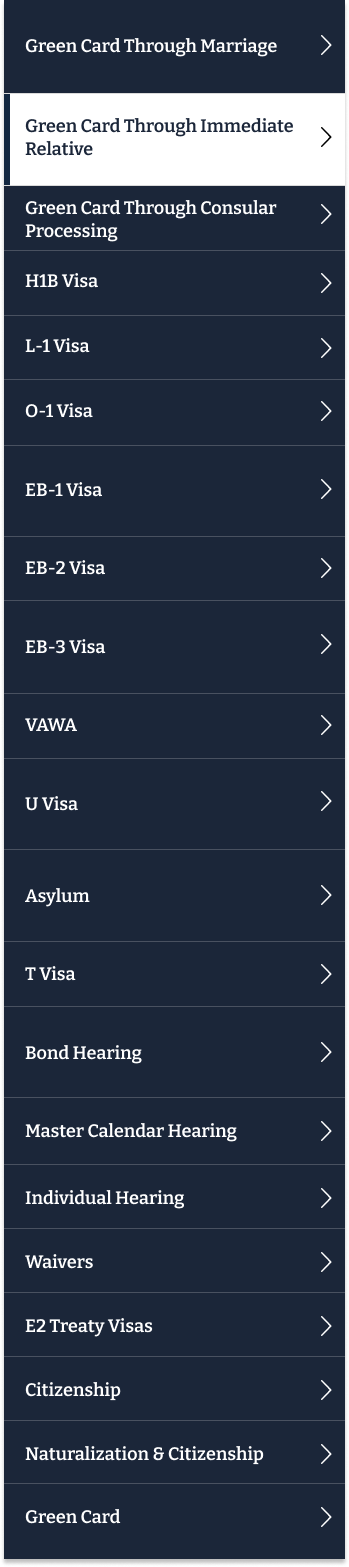 Green Card Through Marriage
Green Card Through Immediate
Relative
Green Card Through Consular
Processing
H1B Visa
L-1 Visa
O-1 Visa
EB-1 Visa
EB-2 Visa
EB-3 Visa
VAWA
U Visa
Asylum
T Visa
Bond Hearing
Master Calendar Hearing
Individual Hearing
Waivers
E2 Treaty Visas
Citizenship
Naturalization & Citizenship
Green Card